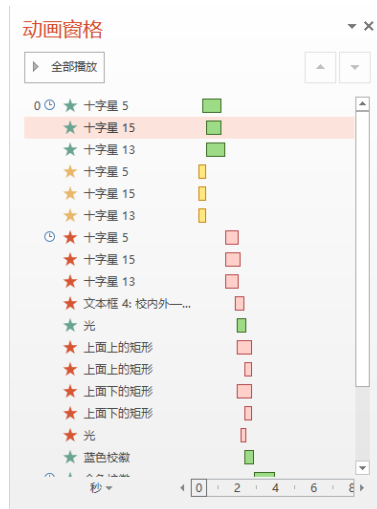 动画窗格
全部播放
0 十字星 5
十字星 15
十字星 13
十字星 5
十字星 15
十字星 13
十字星 5
十字星 15
十字星 13
文本框 4: 校内外—...
光
上面上的矩形
上面上的矩形
上面下的矩形
上面下的矩形
光
蓝色校徽
秒 0 2 4 6 8